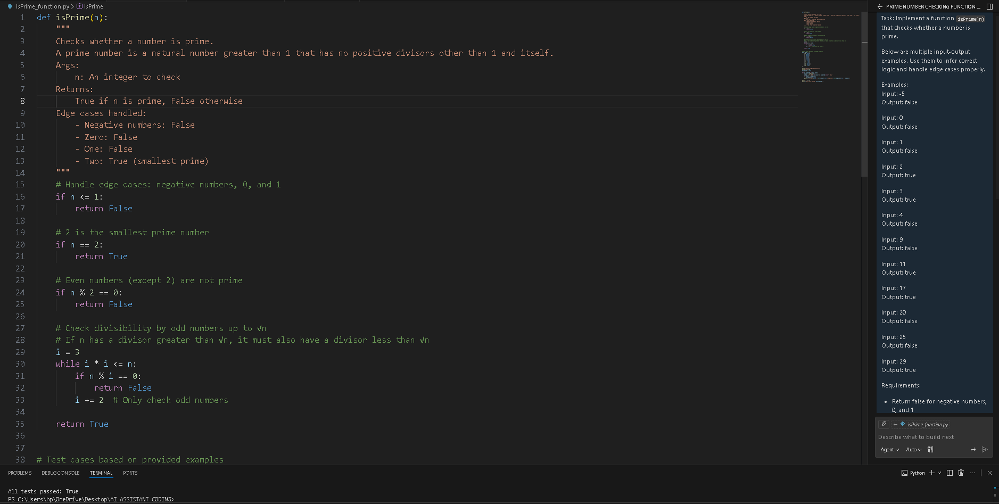 isPrime_function.py > isPrime
1 def isPrime(n):
2 """
3 Checks whether a number is prime.
4 A prime number is a natural number greater than 1 that has no positive divisors other than 1 and itself.
5 Args:
6 n: An integer to check
7 Returns:
8 True if n is prime, False otherwise
9 Edge cases handled:
10 - Negative numbers: False
11 - Zero: False
12 - One: False
13 - Two: True (smallest prime)
14 """
15 # Handle edge cases: negative numbers, 0, and 1
16 if n <= 1:
17 return False
18
19 # 2 is the smallest prime number
20 if n == 2:
21 return True
22
23 # Even numbers (except 2) are not prime
24 if n % 2 == 0:
25 return False
26
27 # Check divisibility by odd numbers up to √n
28 # If n has a divisor greater than √n, it must also have a divisor less than √n
29 i = 3
30 while i * i <= n:
31 if n % i == 0:
32 return False
33 i += 2 # Only check odd numbers
34
35 return True
36
37
38 # Test cases based on provided examples
PRIME NUMBER CHECKING FUNCTION ...
Task: Implement a function isPrime(n)
that checks whether a number is
prime.
Below are multiple input-output
examples. Use them to infer correct
logic and handle edge cases properly.
Examples:
Input: -5
Output: false
Input: 0
Output: false
Input: 1
Output: false
Input: 2
Output: true
Input: 3
Output: true
Input: 4
Output: false
Input: 9
Output: false
Input: 11
Output: true
Input: 17
Output: true
Input: 20
Output: false
Input: 25
Output: false
Input: 29
Output: true
Requirements:
• Return false for negative numbers,
0, and 1
+ isPrime_function.py
Describe what to build next
Agent Auto
PROBLEMS DEBUG CONSOLE TERMINAL PORTS
Python
All tests passed: True
PS C:\Users\hp\OneDrive\Desktop\AI ASSISTANT CODING>